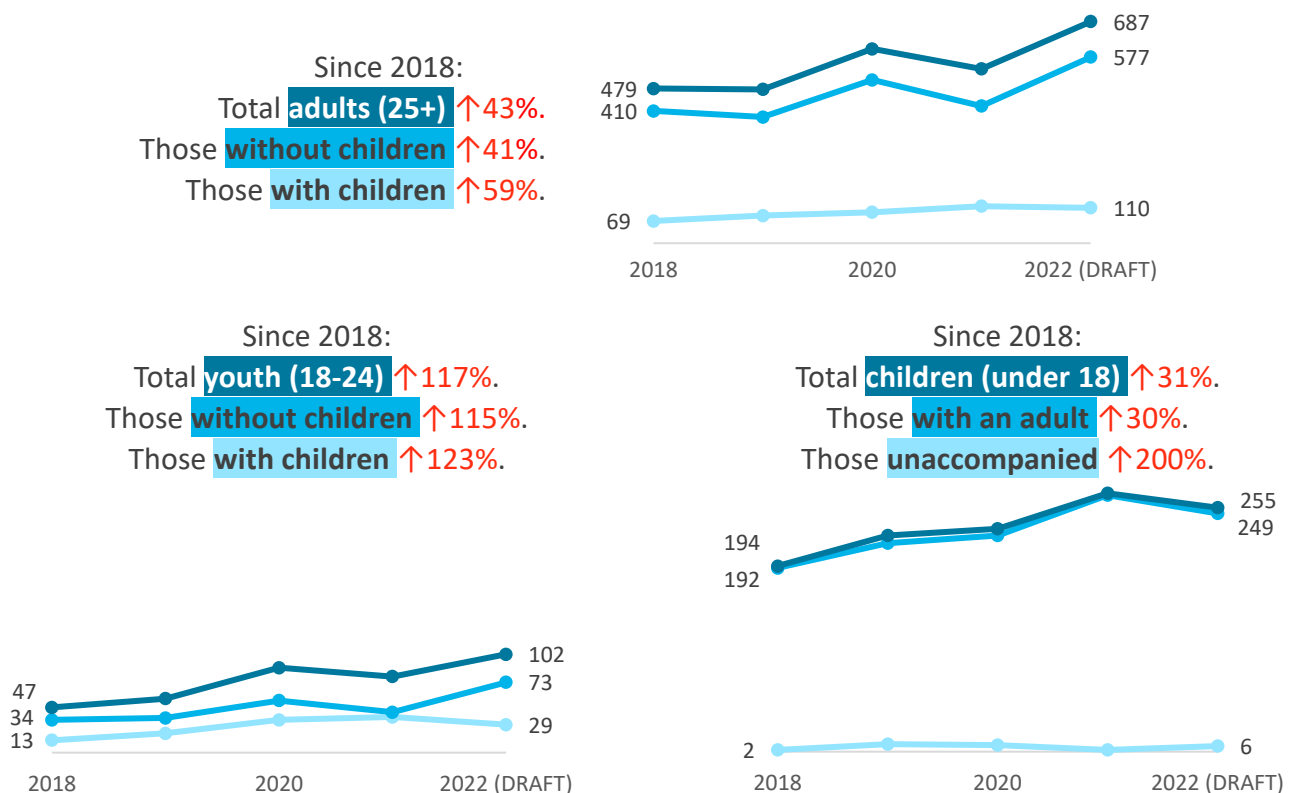 Since 2018:
Total adults (25+) ↑43%.
Those without children ↑41%.
Those with children ↑59%.
687
577
479
410
110
69
2018 2020 2022 (DRAFT)
Since 2018:
Total youth (18-24) ↑117%.
Those without children ↑115%.
Those with children ↑123%.
102
73
47
34
29
13
2018 2020 2022 (DRAFT)
Since 2018:
Total children (under 18) ↑31%.
Those with an adult ↑30%.
Those unaccompanied ↑200%.
255
249
194
192
6
2
2018 2020 2022 (DRAFT)